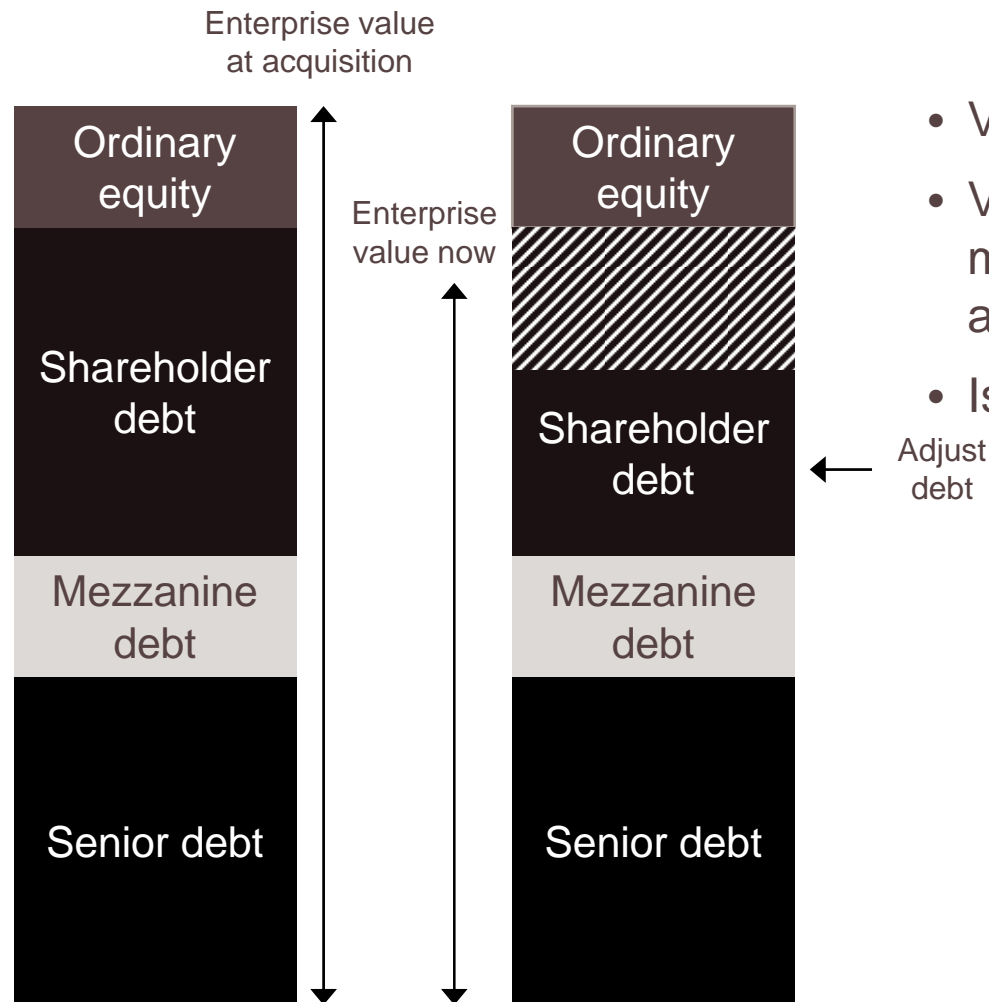 Enterprise value
at acquisition
Ordinary
equity
Shareholder
debt
Mezzanine
debt
Senior debt
Enterprise
value now
Ordinary
equity
Shareholder
debt
Mezzanine
debt
Senior debt
Adjust
debt